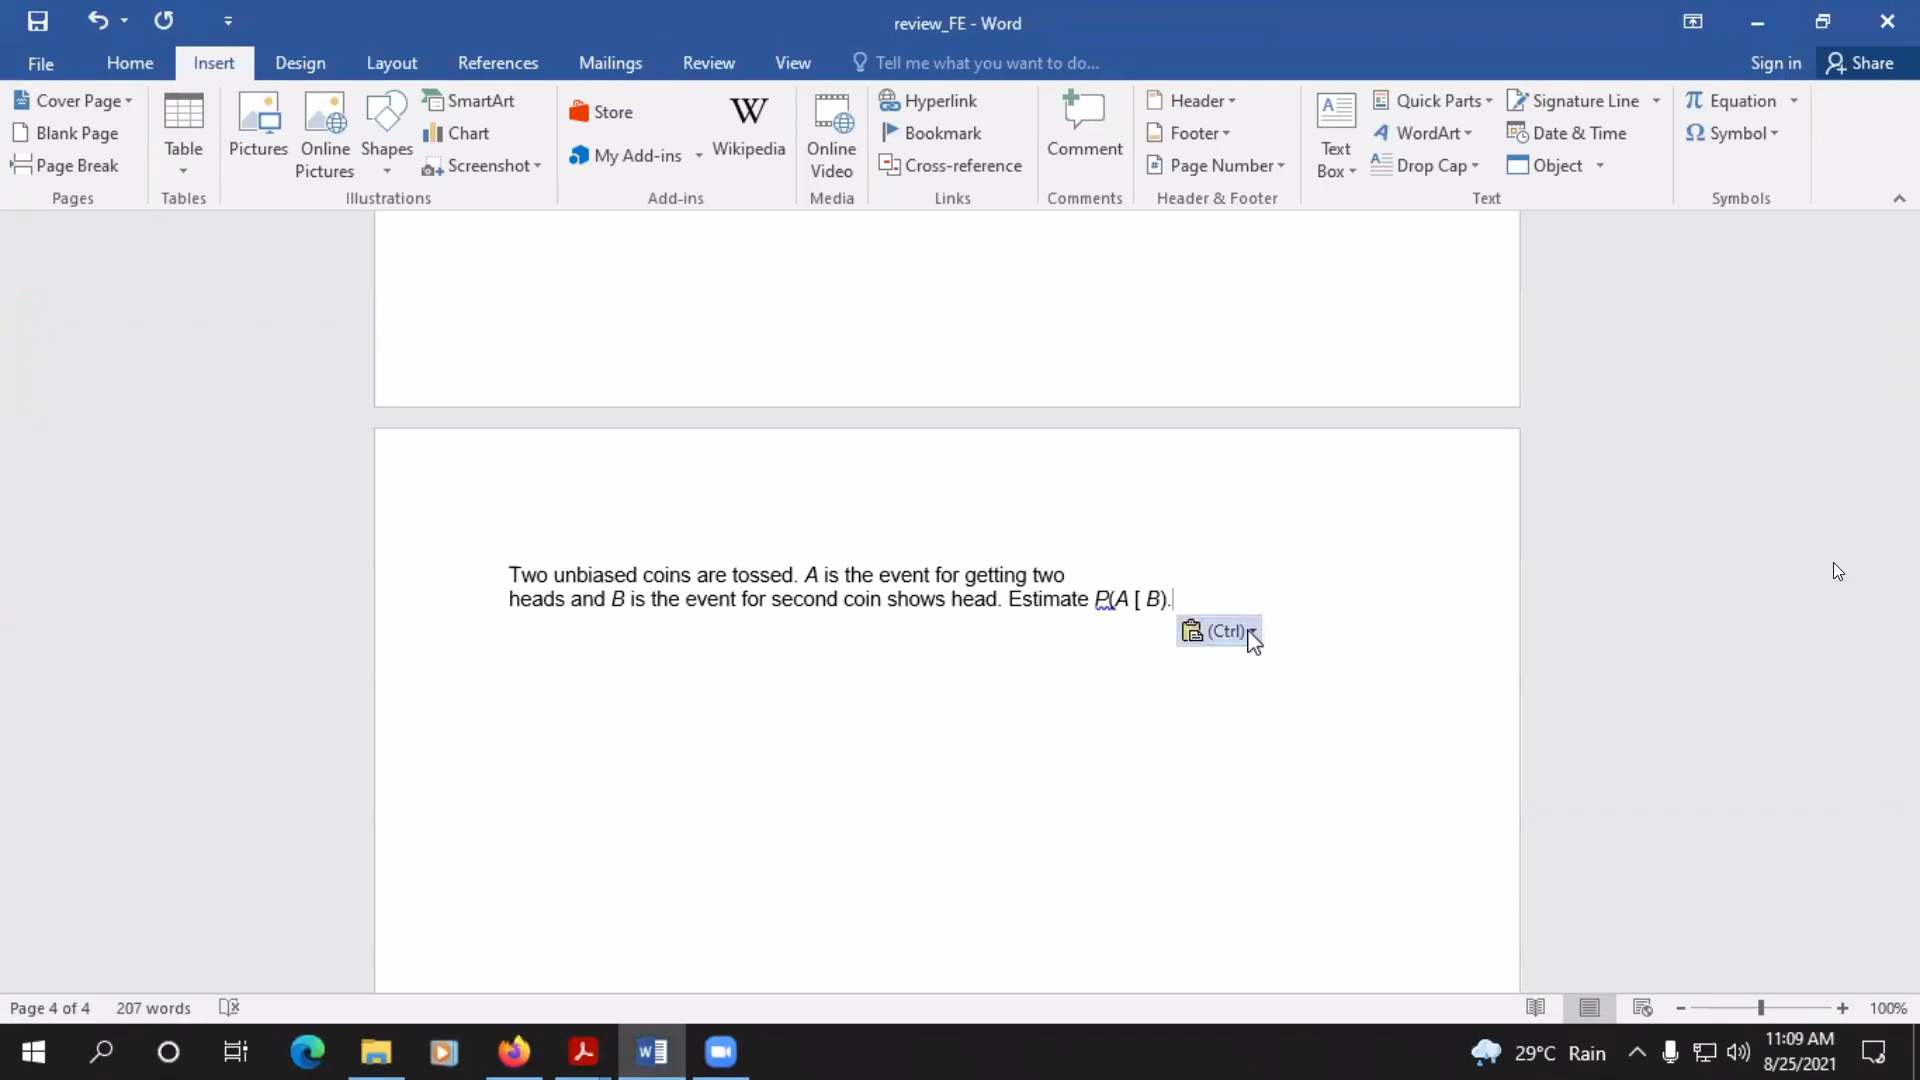 review_FE - Word
File Home Insert Design Layout References Mailings Review View Tell me what you want to do... Sign in Share
Cover Page
Blank Page
Page Break
Pages
Table
Tables
Pictures
Online Pictures
Shapes
SmartArt
Chart
Screenshot
Illustrations
Store
My Add-ins
W
Wikipedia
Add-ins
Online Video
Media
Hyperlink
Bookmark
Cross-reference
Links
Comment
Comments
Header
Footer
Page Number
Header & Footer
Text Box
Quick Parts
WordArt
Drop Cap
Signature Line
Date & Time
Object
Text
π Equation
Ω Symbol
Symbols
Two unbiased coins are tossed. A is the event for getting two
heads and B is the event for second coin shows head. Estimate P(A [ B).
(Ctrl)
Page 4 of 4 207 words 100%
29°C Rain 11:09 AM
8/25/2021